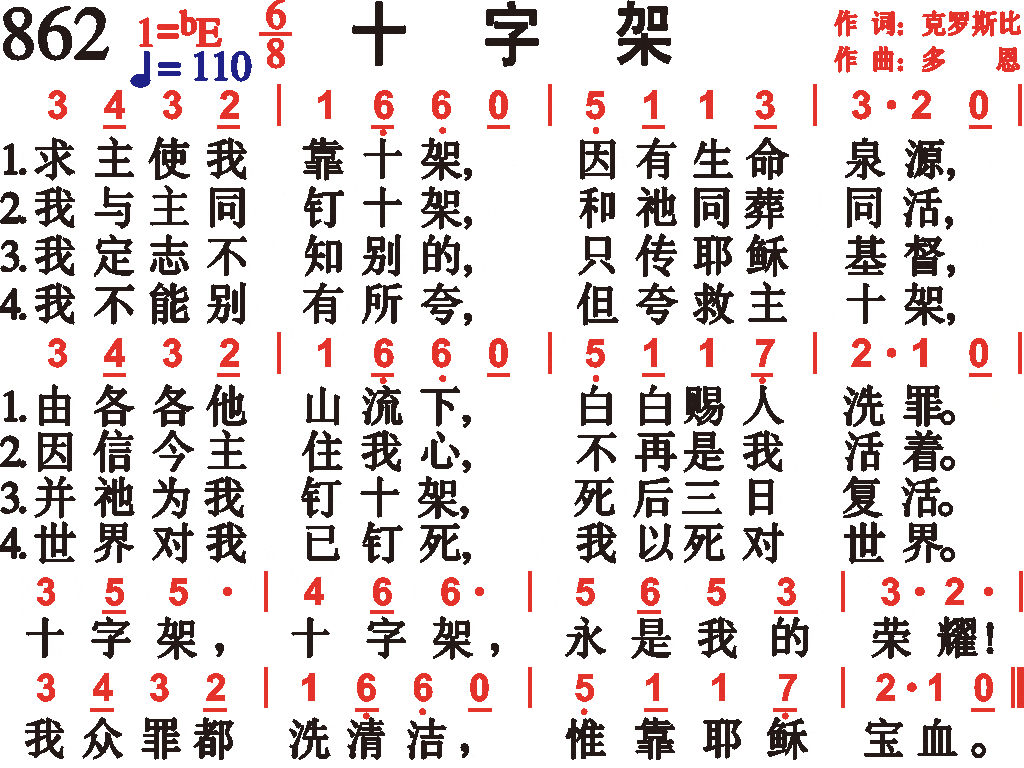 862 1=ᵇE 6/8 十字架 作 词：克罗斯比
♩= 110 作 曲：多 恩
3 4 3 2 | 1 6 6 0 | 5 1 1 3 | 3·2 0 |
1.求主使我 靠十架, 因有生命 泉源,
2.我与主同 钉十架, 和祂同葬 同活,
3.我定志不 知别的, 只传耶稣 基督,
4.我不能别 有所夸, 但夸救主 十架,
3 4 3 2 | 1 6 6 0 | 5 1 1 7 | 2·1 0 |
1.由各各他 山流下, 白白赐人 洗罪。
2.因信今主 住我心, 不再是我 活着。
3.并祂为我 钉十架, 死后三日 复活。
4.世界对我 已钉死, 我以死对 世界。
3 5 5 · | 4 6 6· | 5 6 5 3 | 3·2· |
十字架，十字架，永是我的 荣耀！
3 4 3 2 | 1 6 6 0 | 5 1 1 7 | 2·1 0 ‖
我众罪都 洗清洁，惟靠耶稣 宝血。